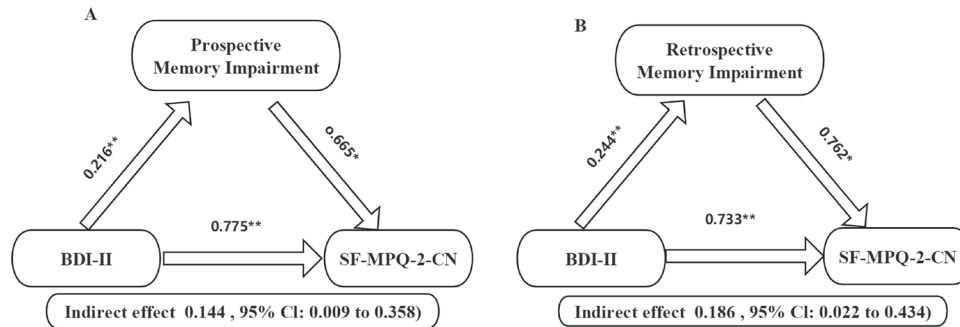 A
Prospective
Memory Impairment
0.216**
o.665*
0.775**
BDI-II
SF-MPQ-2-CN
Indirect effect 0.144 , 95% Cl: 0.009 to 0.358)
B
Retrospective
Memory Impairment
0.244**
0.762*
0.733**
BDI-II
SF-MPQ-2-CN
Indirect effect 0.186 , 95% Cl: 0.022 to 0.434)